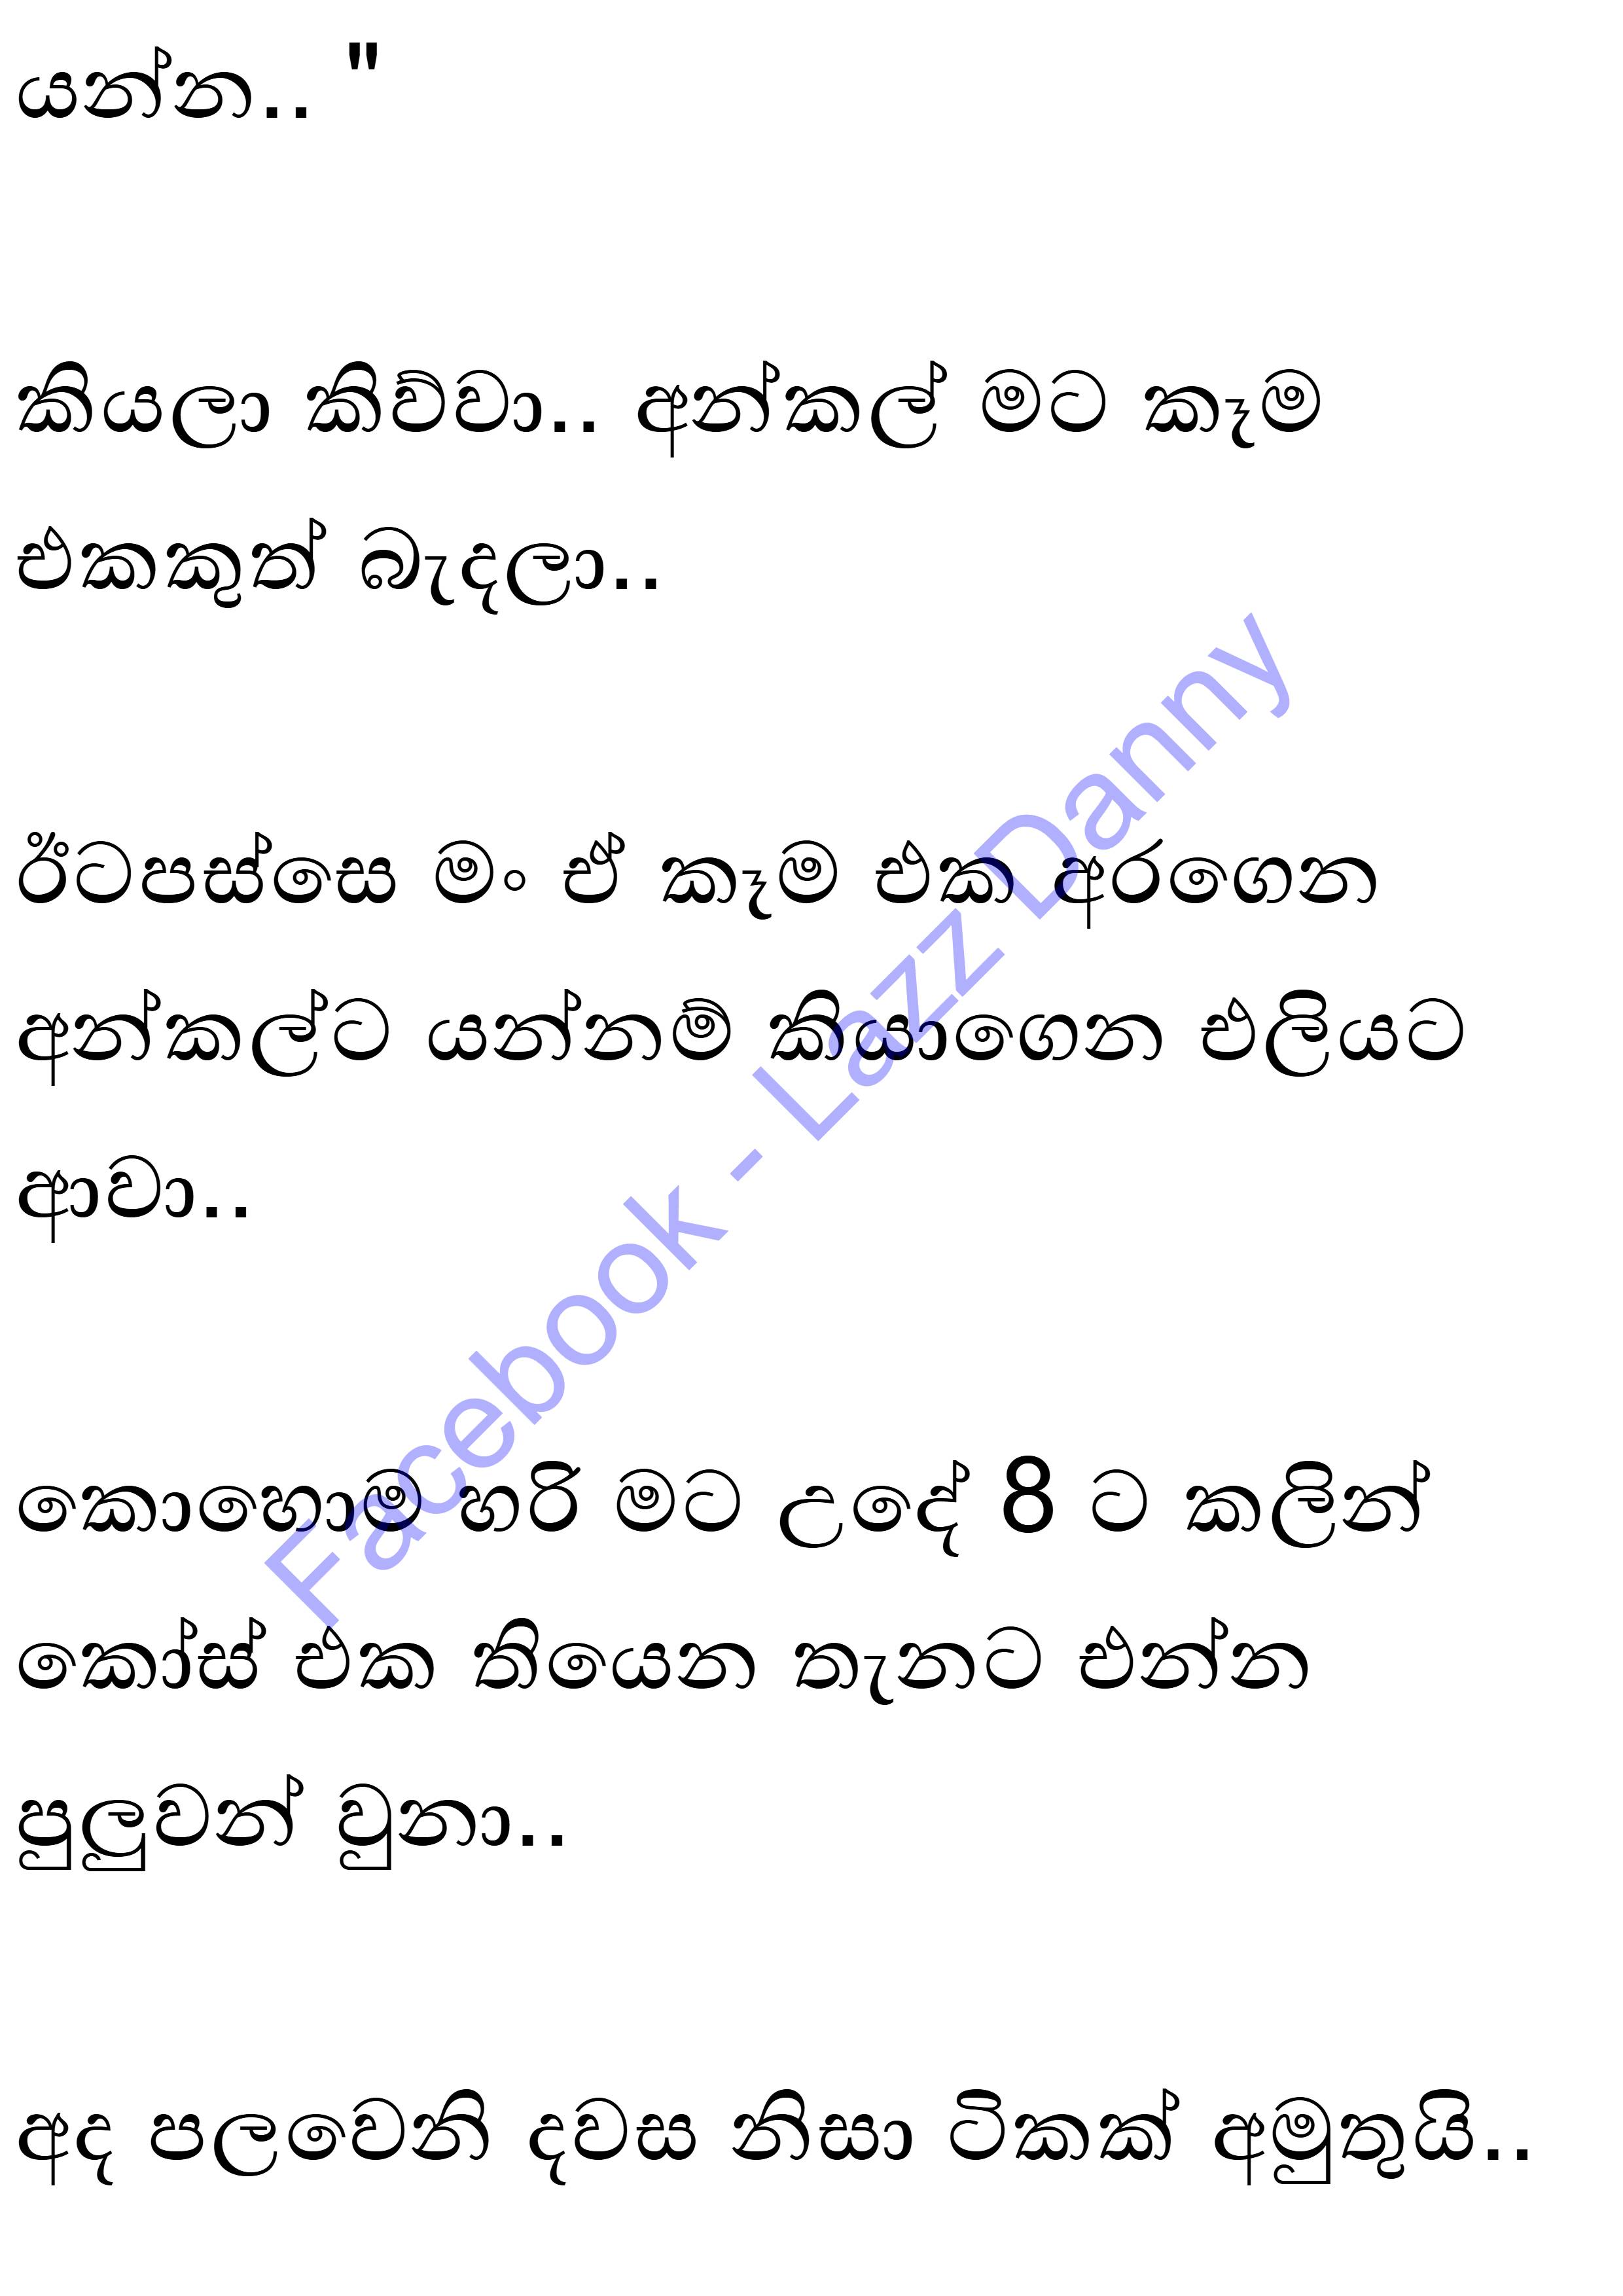 යන්න.. "
කියලා කිව්වා.. අන්කල් මට කෑම
එකකුත් බැදලා..
ඊටපස්සෙ මං ඒ කෑම එක අරගෙන
අන්කල්ට යන්නම් කියාගෙන එලියට
ආවා..
කොහොම හරි මට උදේ 8 ට කලින්
කෝස් එක තියෙන තැනට එන්න
පුලුවන් වුනා..
අද පලවෙනි දවස නිසා ටිකක් අමුතුයි..
Facebook - Lazz Danny